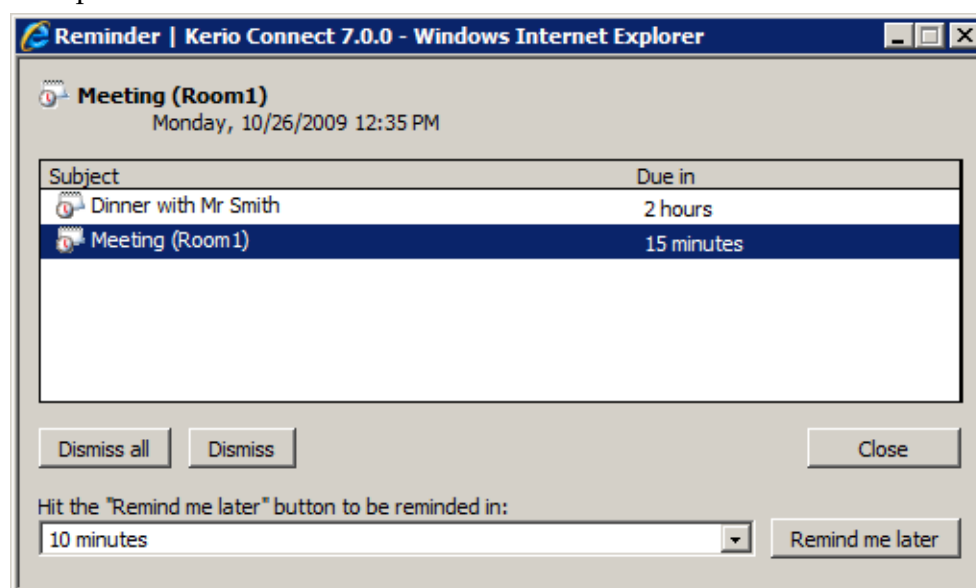 Reminder | Kerio Connect 7.0.0 - Windows Internet Explorer
Meeting (Room1)
Monday, 10/26/2009 12:35 PM
Subject Due in
Dinner with Mr Smith 2 hours
Meeting (Room1) 15 minutes
Dismiss all Dismiss Close
Hit the "Remind me later" button to be reminded in:
10 minutes Remind me later